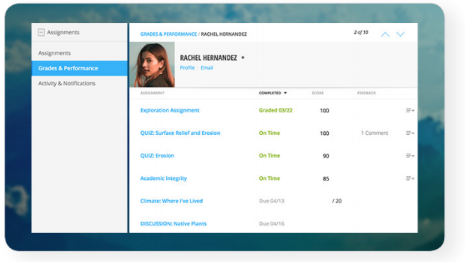 Assignments
Assignments
Grades & Performance
Activity & Notifications
GRADES & PERFORMANCE / RACHEL HERNANDEZ
2 of 10
RACHEL HERNANDEZ
Profile Email
ASSIGNMENT COMPLETED SCORE FEEDBACK
Exploration Assignment Graded 03/22 100
QUIZ: Surface Relief and Erosion On Time 100 1 Comment
QUIZ: Erosion On Time 90
Academic Integrity On Time 85
Climate: Where I've Lived Due 04/13 / 20
DISCUSSION: Native Plants Due 04/16